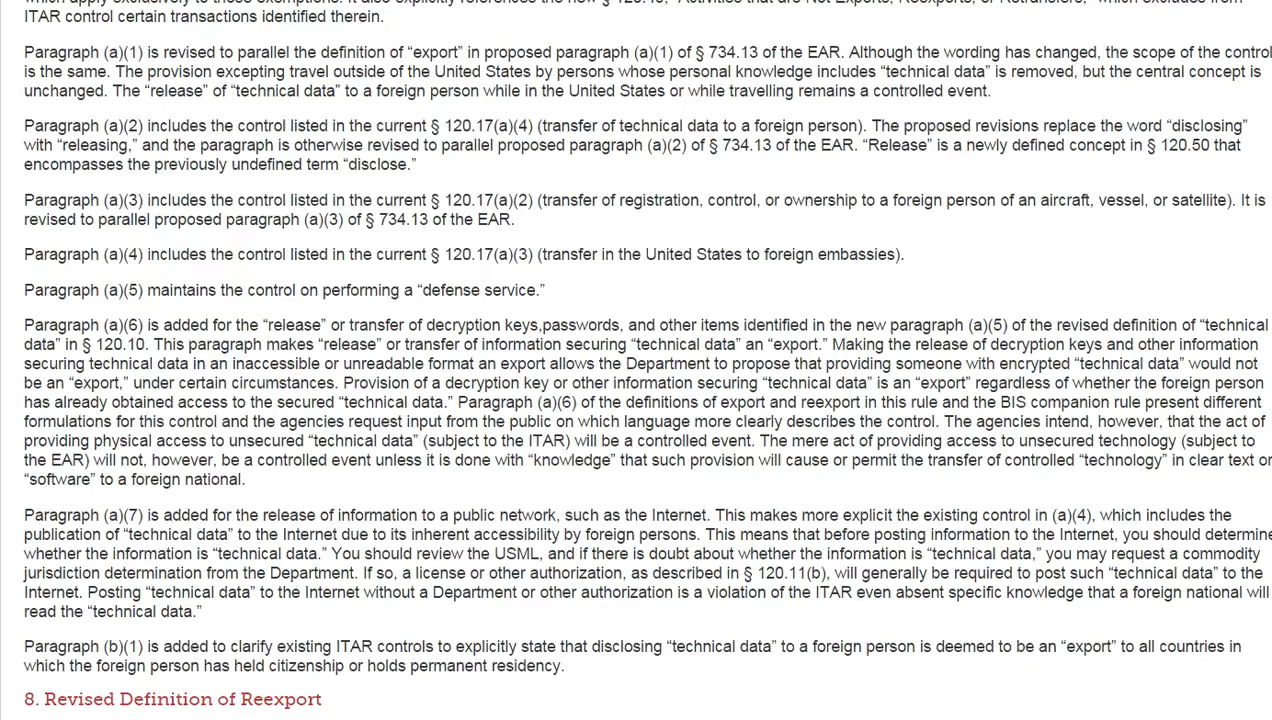 ITAR control certain transactions identified therein.
Paragraph (a)(1) is revised to parallel the definition of “export” in proposed paragraph (a)(1) of § 734.13 of the EAR. Although the wording has changed, the scope of the control
is the same. The provision excepting travel outside of the United States by persons whose personal knowledge includes “technical data” is removed, but the central concept is
unchanged. The “release” of “technical data” to a foreign person while in the United States or while travelling remains a controlled event.
Paragraph (a)(2) includes the control listed in the current § 120.17(a)(4) (transfer of technical data to a foreign person). The proposed revisions replace the word “disclosing”
with “releasing,” and the paragraph is otherwise revised to parallel proposed paragraph (a)(2) of § 734.13 of the EAR. “Release” is a newly defined concept in § 120.50 that
encompasses the previously undefined term “disclose.”
Paragraph (a)(3) includes the control listed in the current § 120.17(a)(2) (transfer of registration, control, or ownership to a foreign person of an aircraft, vessel, or satellite). It is
revised to parallel proposed paragraph (a)(3) of § 734.13 of the EAR.
Paragraph (a)(4) includes the control listed in the current § 120.17(a)(3) (transfer in the United States to foreign embassies).
Paragraph (a)(5) maintains the control on performing a “defense service.”
Paragraph (a)(6) is added for the “release” or transfer of decryption keys,passwords, and other items identified in the new paragraph (a)(5) of the revised definition of “technical
data” in § 120.10. This paragraph makes “release” or transfer of information securing “technical data” an “export.” Making the release of decryption keys and other information
securing technical data in an inaccessible or unreadable format an export allows the Department to propose that providing someone with encrypted “technical data” would not
be an “export,” under certain circumstances. Provision of a decryption key or other information securing “technical data” is an “export” regardless of whether the foreign person
has already obtained access to the secured “technical data.” Paragraph (a)(6) of the definitions of export and reexport in this rule and the BIS companion rule present different
formulations for this control and the agencies request input from the public on which language more clearly describes the control. The agencies intend, however, that the act of
providing physical access to unsecured “technical data” (subject to the ITAR) will be a controlled event. The mere act of providing access to unsecured technology (subject to
the EAR) will not, however, be a controlled event unless it is done with “knowledge” that such provision will cause or permit the transfer of controlled “technology” in clear text or
“software” to a foreign national.
Paragraph (a)(7) is added for the release of information to a public network, such as the Internet. This makes more explicit the existing control in (a)(4), which includes the
publication of “technical data” to the Internet due to its inherent accessibility by foreign persons. This means that before posting information to the Internet, you should determine
whether the information is “technical data.” You should review the USML, and if there is doubt about whether the information is “technical data,” you may request a commodity
jurisdiction determination from the Department. If so, a license or other authorization, as described in § 120.11(b), will generally be required to post such “technical data” to the
Internet. Posting “technical data” to the Internet without a Department or other authorization is a violation of the ITAR even absent specific knowledge that a foreign national will
read the “technical data.”
Paragraph (b)(1) is added to clarify existing ITAR controls to explicitly state that disclosing “technical data” to a foreign person is deemed to be an “export” to all countries in
which the foreign person has held citizenship or holds permanent residency.
8. Revised Definition of Reexport